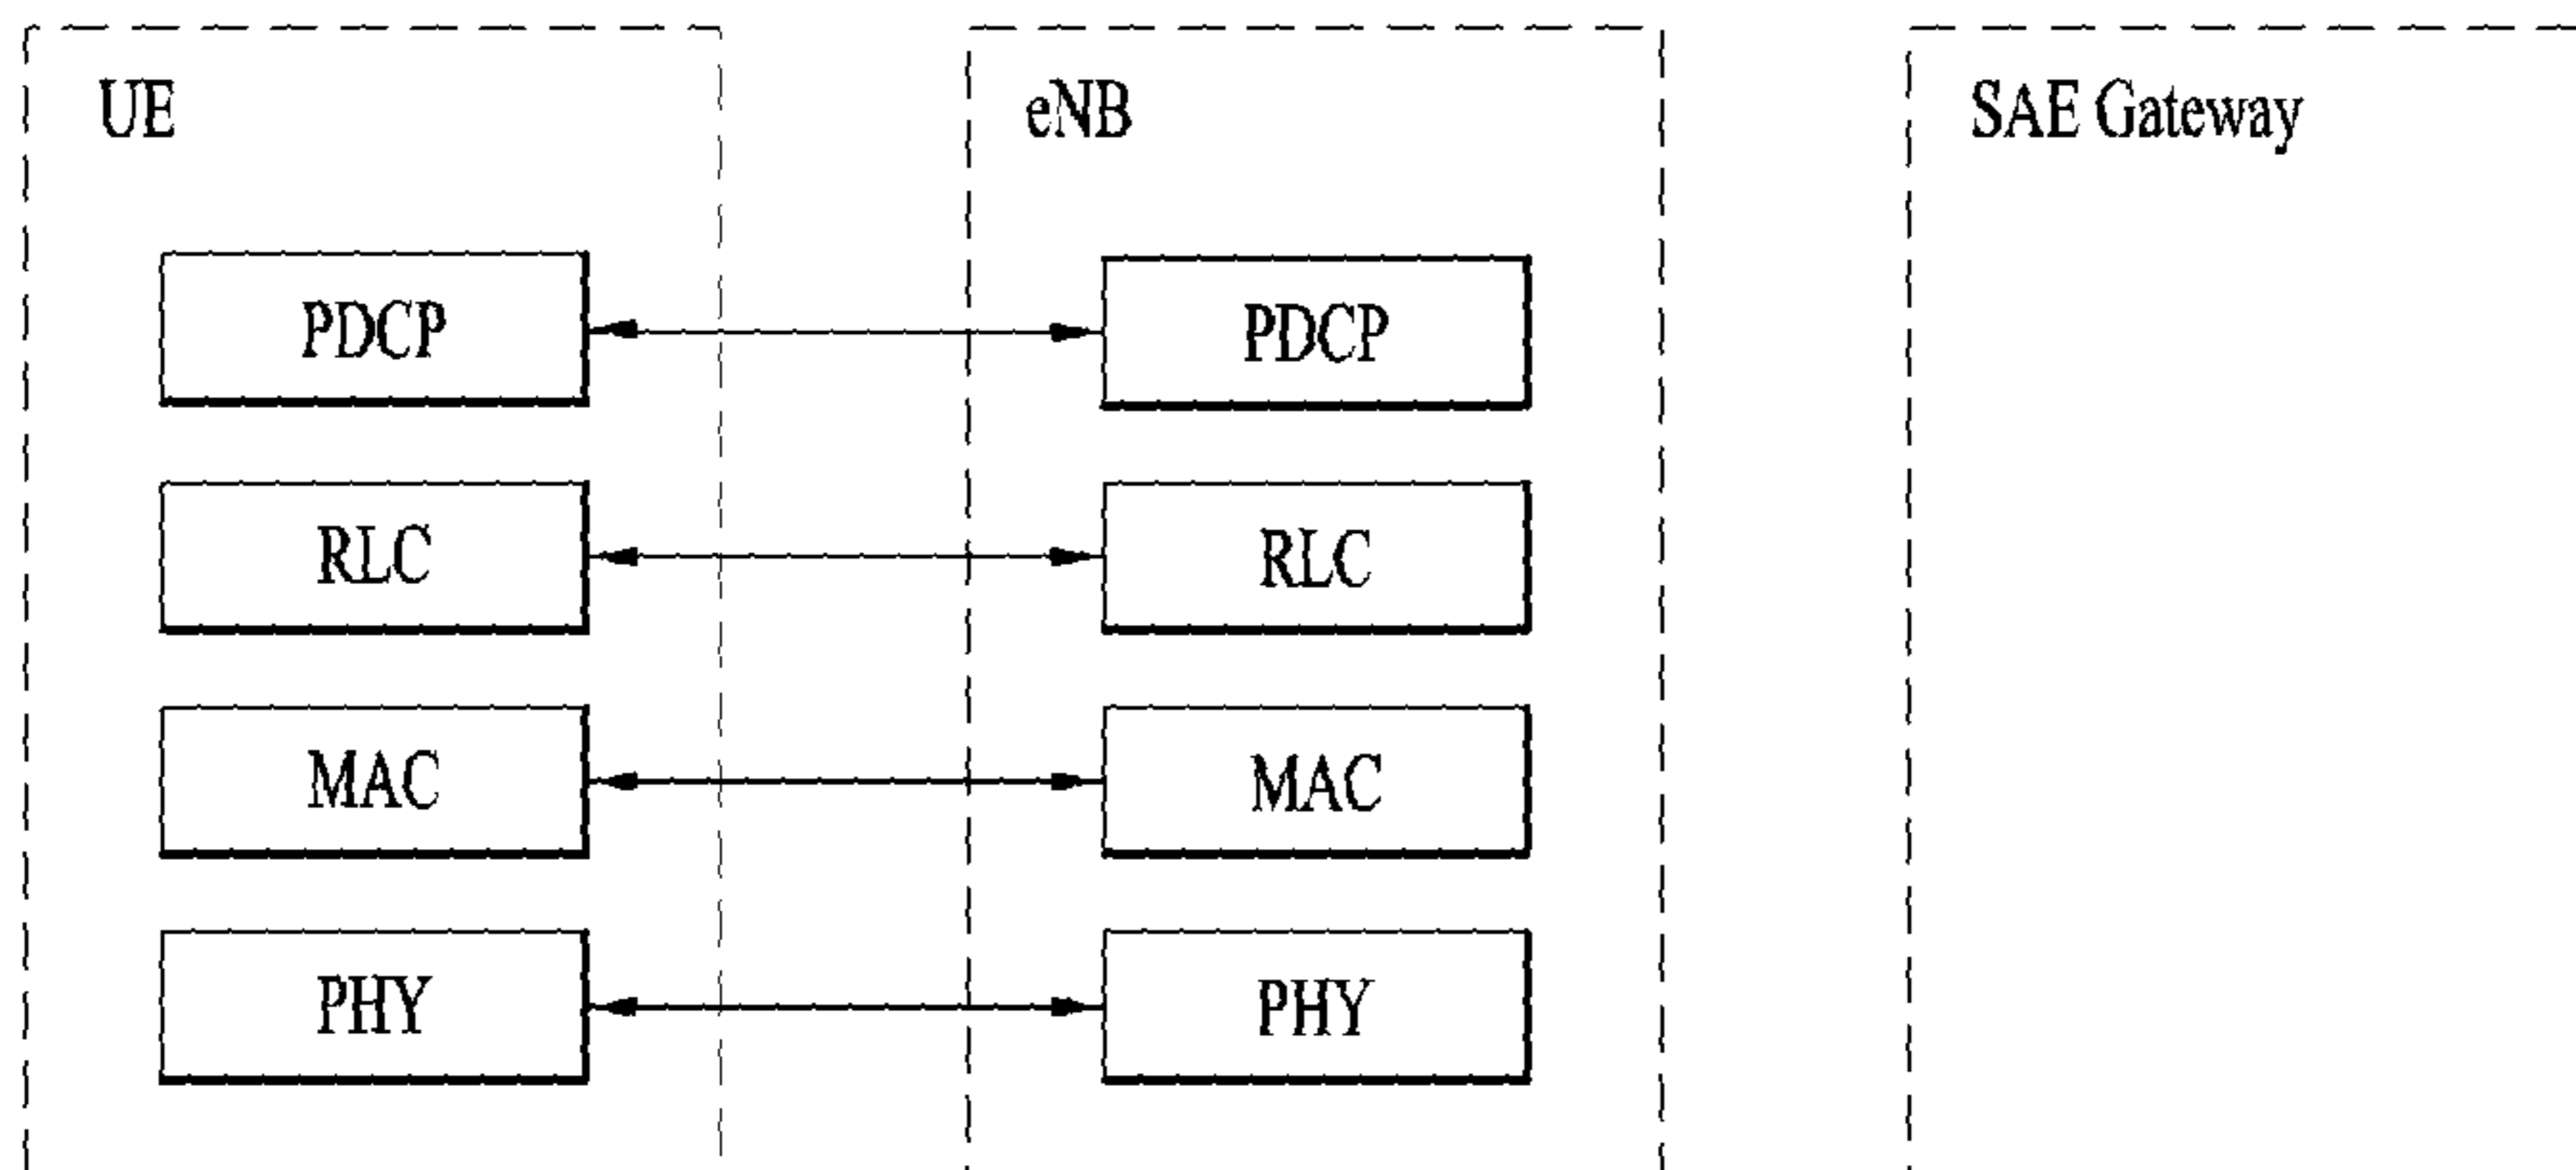 UE
eNB
SAE Gateway
PDCP
PDCP
RLC
RLC
MAC
MAC
PHY
PHY